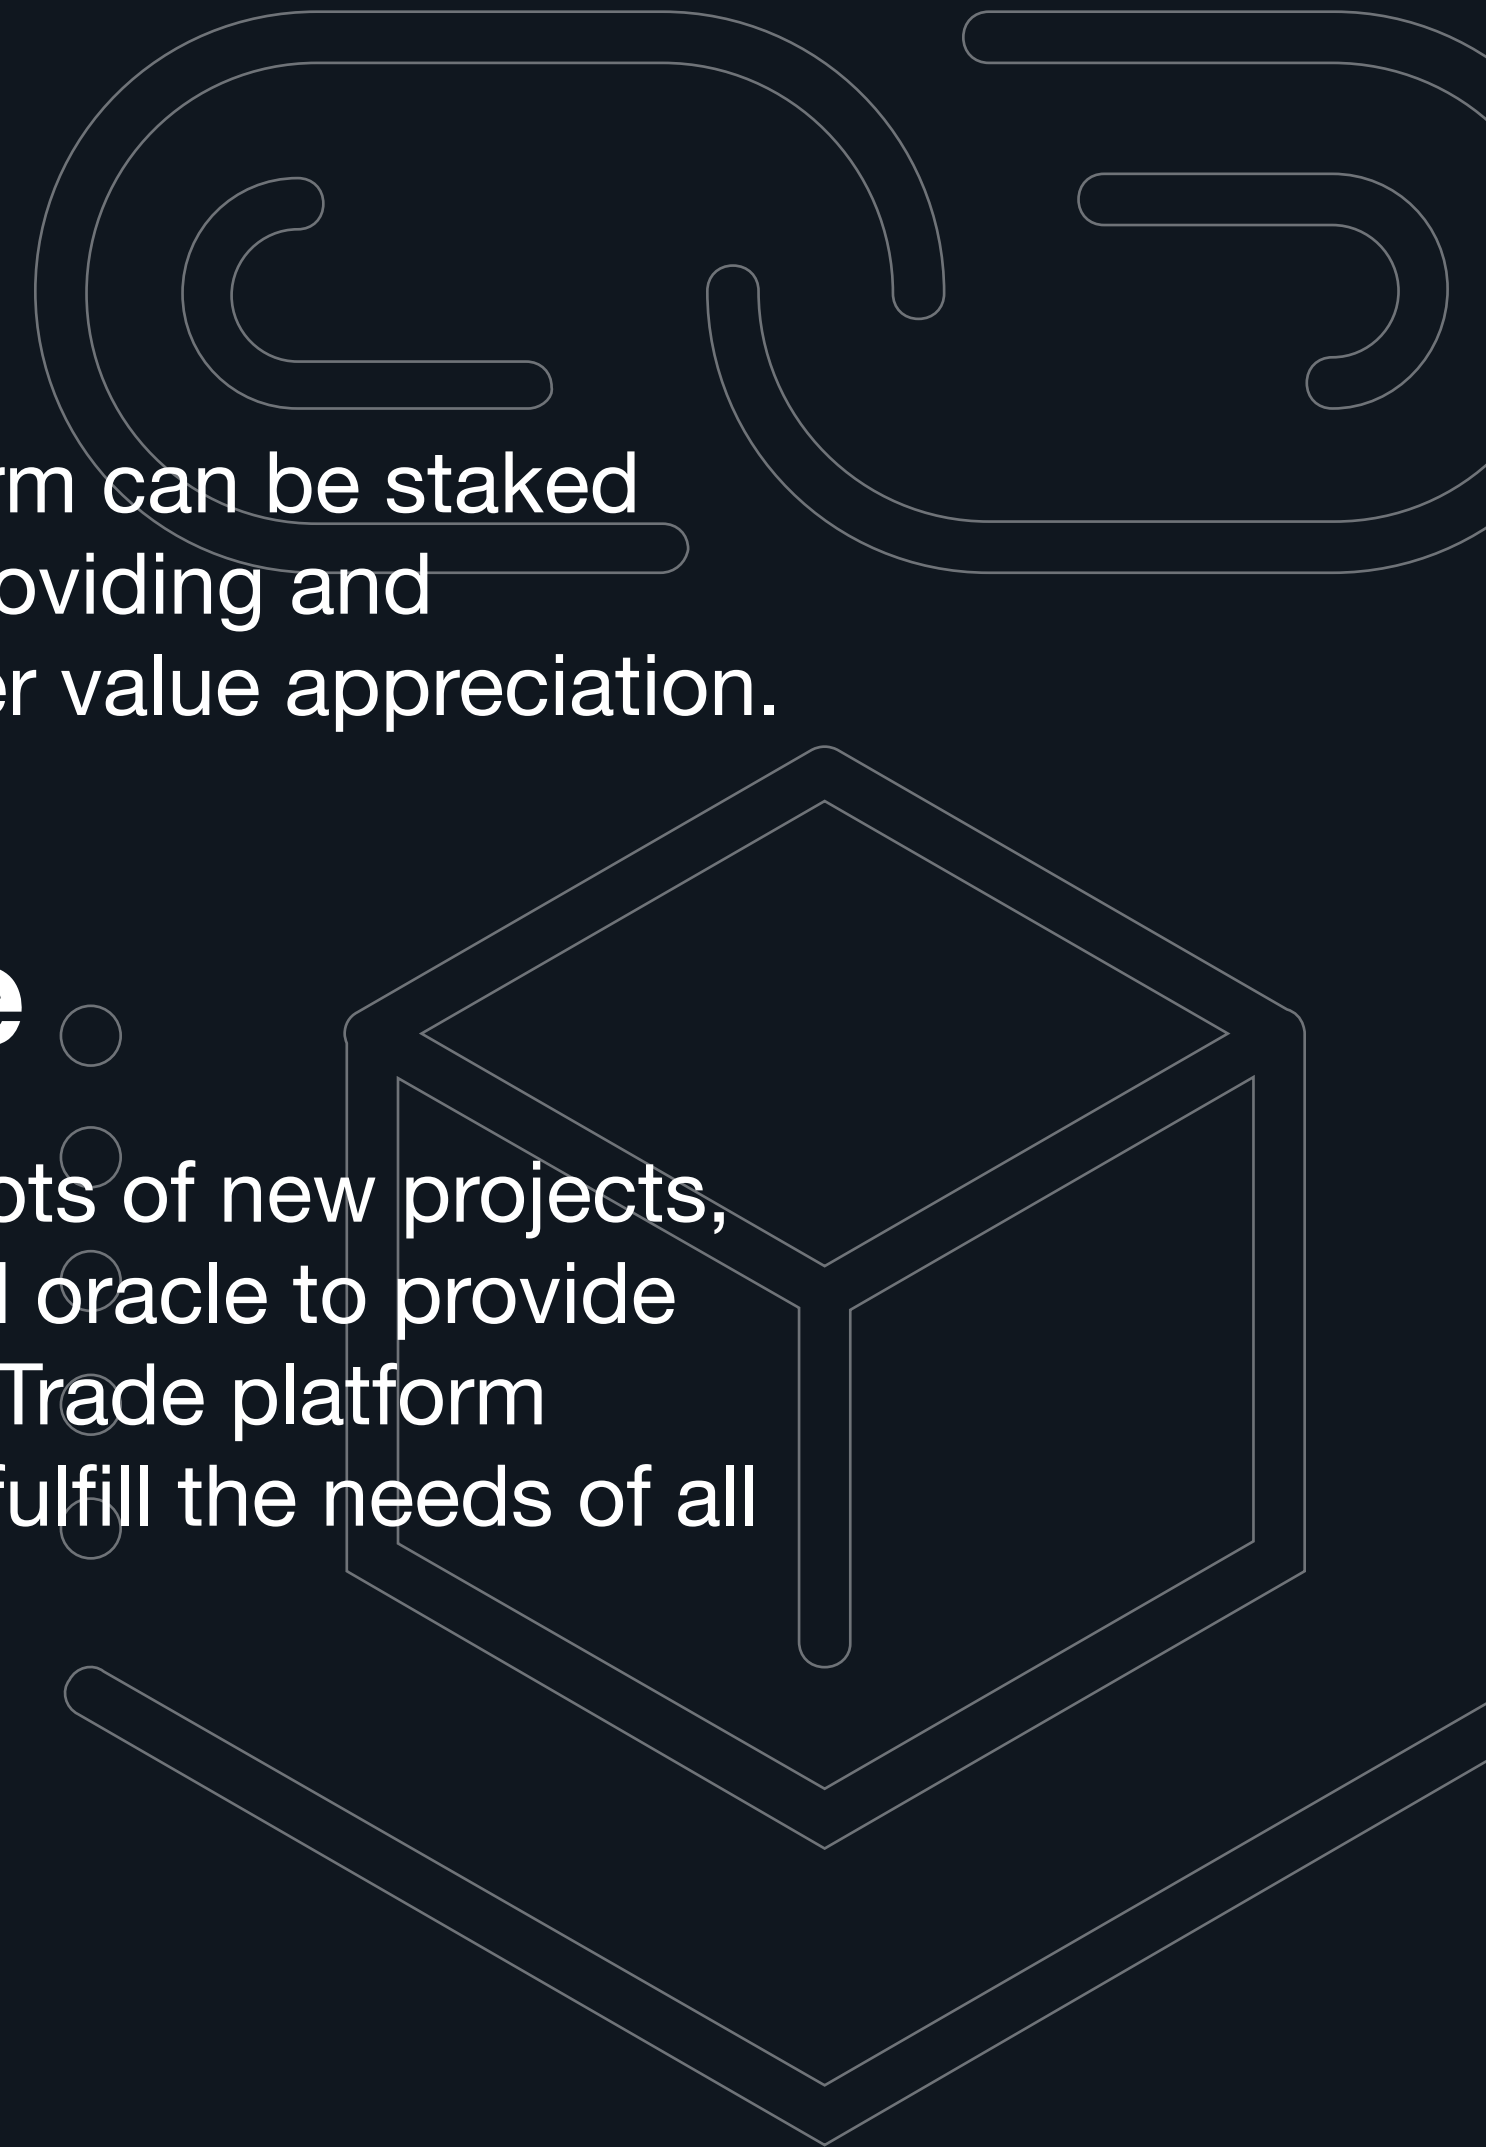 rm can be staked
oviding and
er value appreciation.
e
ots of new projects,
l oracle to provide
Trade platform
fulfill the needs of all